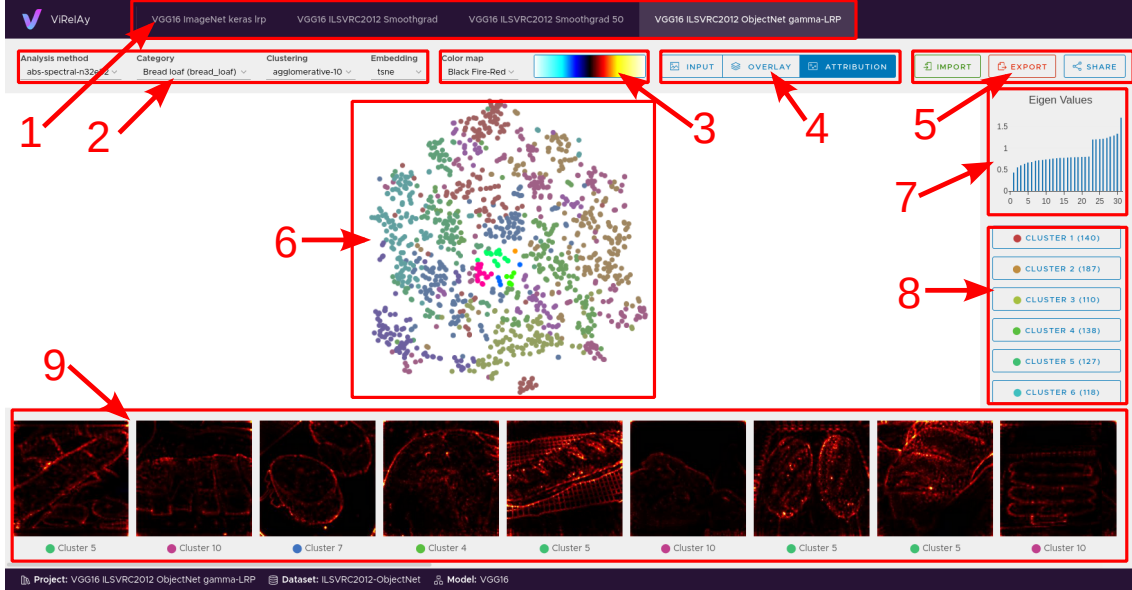 ViRelAy
VGG16 ImageNet keras lrp
VGG16 ILSVRC2012 Smoothgrad
VGG16 ILSVRC2012 Smoothgrad 50
VGG16 ILSVRC2012 ObjectNet gamma-LRP
Analysis method
Category
Clustering
Embedding
Color map
Bread loaf (bread_loaf)
agglomerative-10
tsne
Black Fire-Red
INPUT
OVERLAY
ATTRIBUTION
IMPORT
EXPORT
SHARE
1
2
3
4
5
Eigen Values
1.5
1
0.5
0
0 5 10 15 20 25 30
7
6
CLUSTER 1 (140)
CLUSTER 2 (187)
CLUSTER 3 (110)
CLUSTER 4 (138)
CLUSTER 5 (127)
CLUSTER 6 (118)
8
9
Cluster 5
Cluster 10
Cluster 7
Cluster 4
Cluster 5
Cluster 10
Cluster 5
Cluster 5
Cluster 10
Project: VGG16 ILSVRC2012 ObjectNet gamma-LRP
Dataset: ILSVRC2012-ObjectNet
Model: VGG16